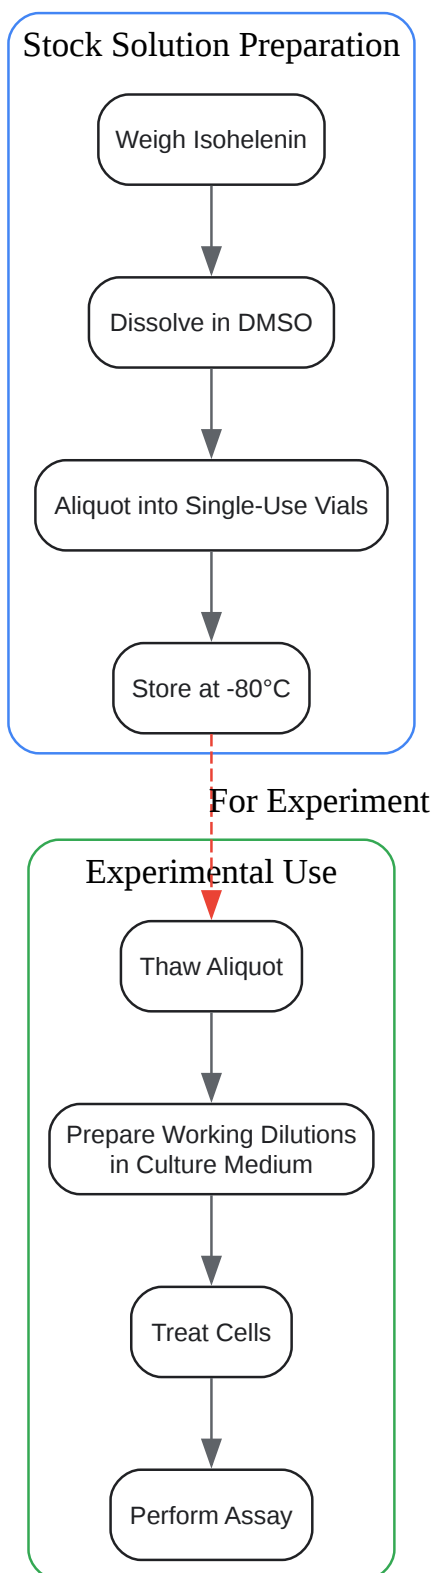 Stock Solution Preparation
Weigh Isohelenin
Dissolve in DMSO
Aliquot into Single-Use Vials
Store at -80°C
For Experiment
Experimental Use
Thaw Aliquot
Prepare Working Dilutions
in Culture Medium
Treat Cells
Perform Assay